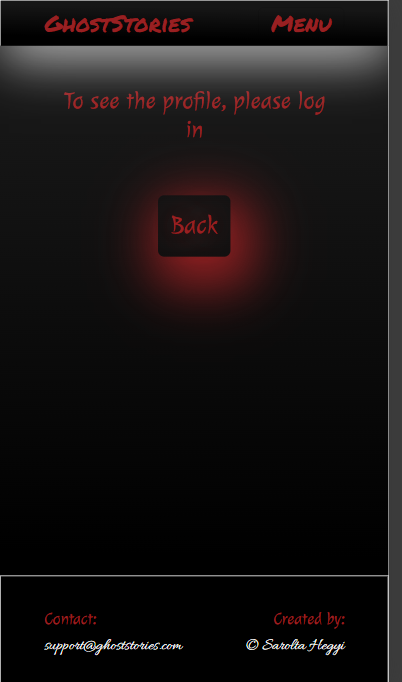 GhostStories Menu
To see the profile, please log
in
Back
Contact: Created by:
support@ghoststories.com © Sarolta Hegyi